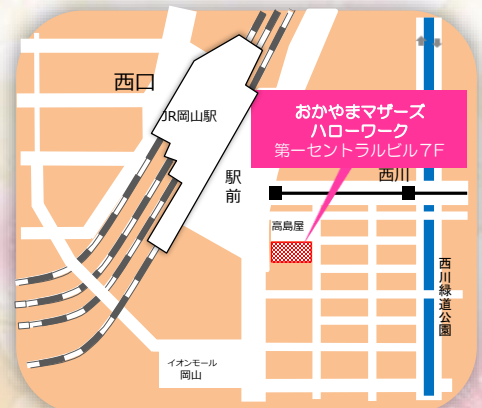 西口
JR岡山駅
おかやまマザーズ
ハローワーク
第一セントラルビル7F
駅前
西川
高島屋
西川緑道公園
イオンモール
岡山